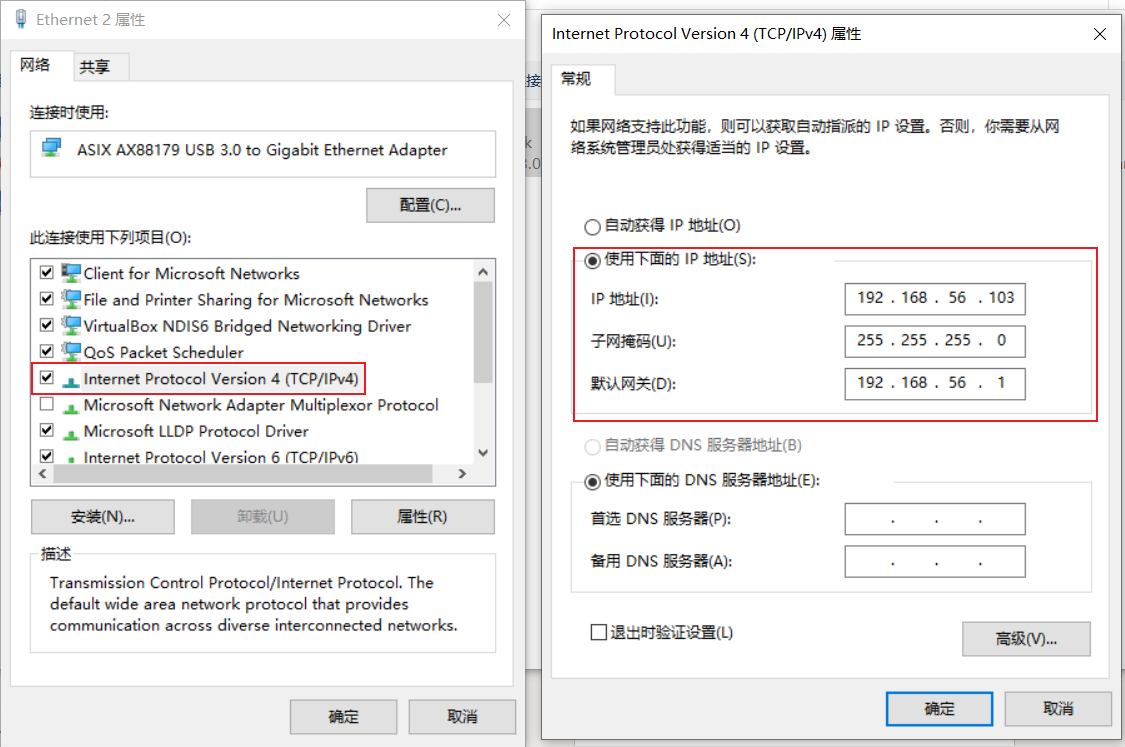 Ethernet 2 属性
网络
共享
连接时使用:
ASIX AX88179 USB 3.0 to Gigabit Ethernet Adapter
配置(C)...
此连接使用下列项目(O):
Client for Microsoft Networks
File and Printer Sharing for Microsoft Networks
VirtualBox NDIS6 Bridged Networking Driver
QoS Packet Scheduler
Internet Protocol Version 4 (TCP/IPv4)
Microsoft Network Adapter Multiplexor Protocol
Microsoft LLDP Protocol Driver
Internet Protocol Version 6 (TCP/IPv6)
安装(N)...
卸载(U)
属性(R)
描述
Transmission Control Protocol/Internet Protocol. The
default wide area network protocol that provides
communication across diverse interconnected networks.
确定
取消
接
k
3.0
Internet Protocol Version 4 (TCP/IPv4) 属性
常规
如果网络支持此功能，则可以获取自动指派的 IP 设置。否则，你需要从网
络系统管理员处获得适当的 IP 设置。
自动获得 IP 地址(O)
使用下面的 IP 地址(S):
IP 地址(I):
192 . 168 . 56 . 103
子网掩码(U):
255 . 255 . 255 . 0
默认网关(D):
192 . 168 . 56 . 1
自动获得 DNS 服务器地址(B)
使用下面的 DNS 服务器地址(E):
首选 DNS 服务器(P):
. . .
备用 DNS 服务器(A):
. . .
退出时验证设置(L)
高级(V)...
确定
取消